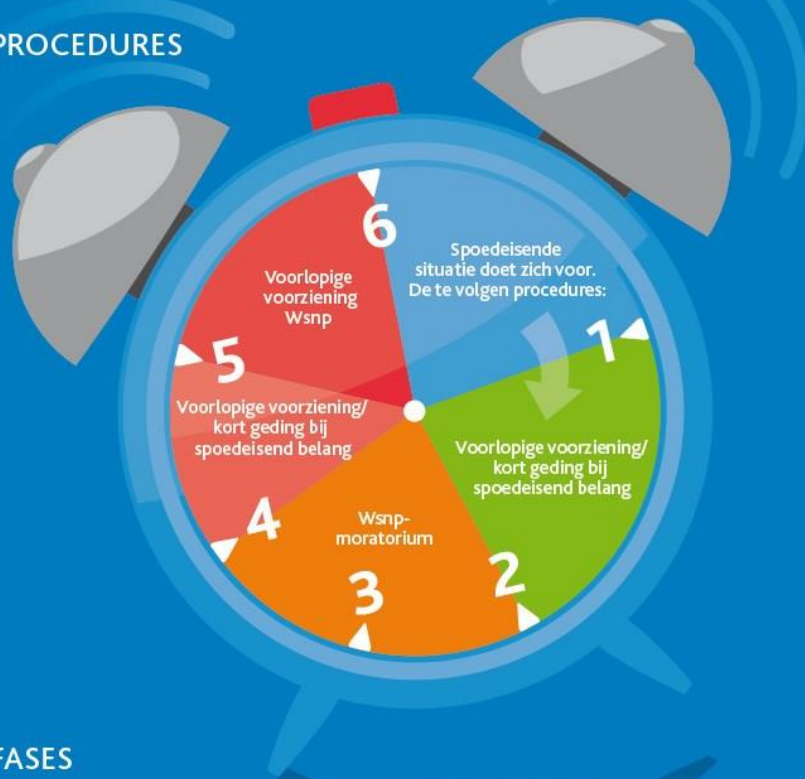 PROCEDURES
Spoedeisende
situatie doet zich voor.
De te volgen procedures:
1
Voorlopige voorziening/
kort geding bij
spoedeisend belang
2
Wsnp-
moratorium
3
4
Voorlopige voorziening/
kort geding bij
spoedeisend belang
5
Voorlopige
voorziening
Wsnp
6
FASES